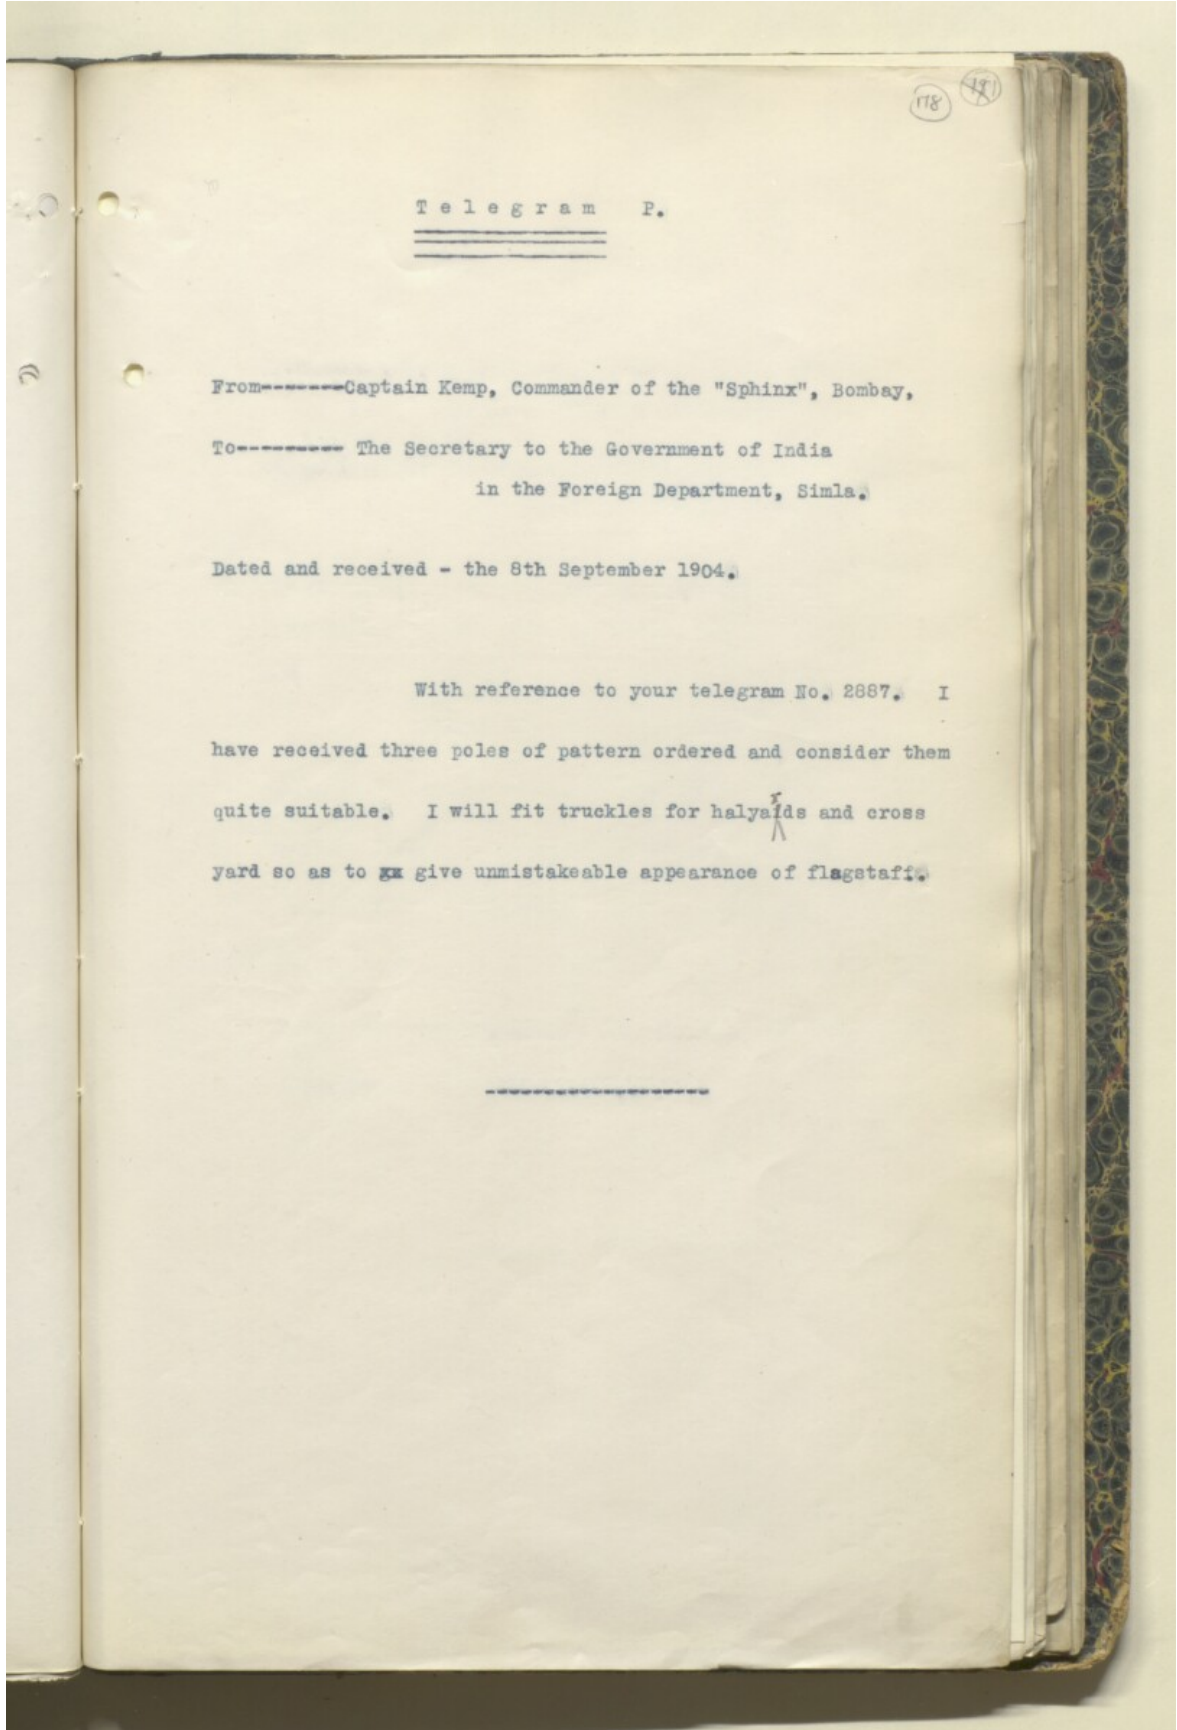 178
Telegram P.
From-------Captain Kemp, Commander of the "Sphinx", Bombay,
To--------- The Secretary to the Government of India
in the Foreign Department, Simla.
Dated and received - the 8th September 1904.
With reference to your telegram No. 2887. I
have received three poles of pattern ordered and consider them
quite suitable. I will fit truckles for halyards and cross
yard so as to xx give unmistakeable appearance of flagstaff.
-------------------